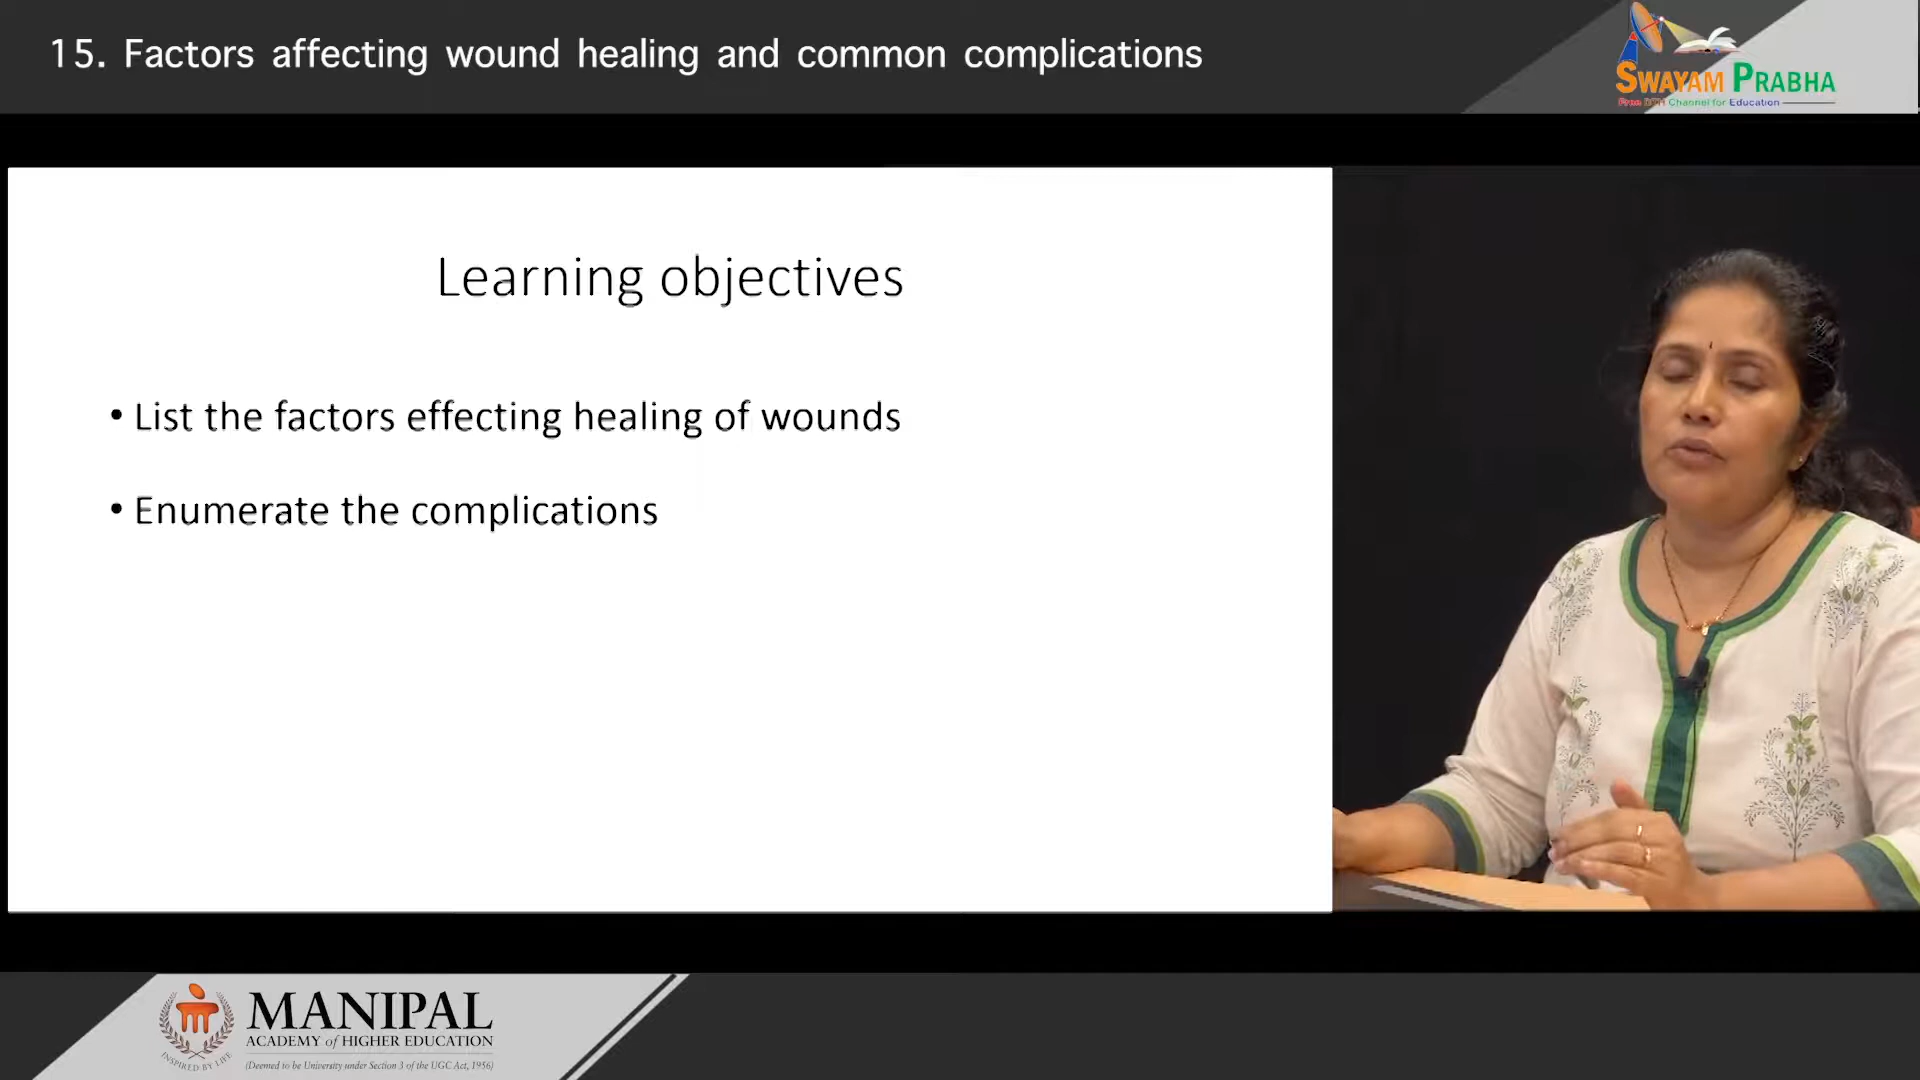 15. Factors affecting wound healing and common complications
SWAYAM PRABHA
Free DTH Channel for Education
Learning objectives
• List the factors effecting healing of wounds
• Enumerate the complications
MANIPAL
ACADEMY of HIGHER EDUCATION
(Deemed to be University under Section 3 of the UGC Act, 1956)
INSPIRED BY LIFE